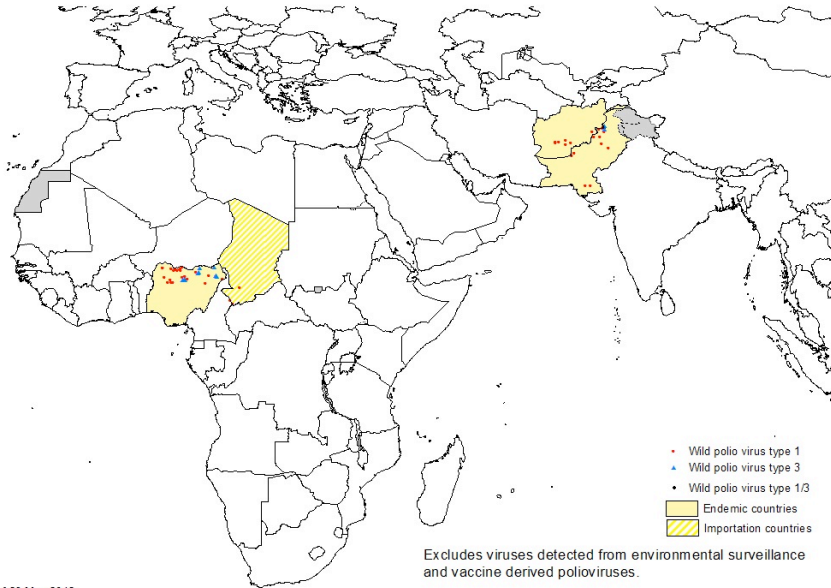 Wild polio virus type 1
Wild polio virus type 3
Wild polio virus type 1/3
Endemic countries
Importation countries
Excludes viruses detected from environmental surveillance
and vaccine derived polioviruses.